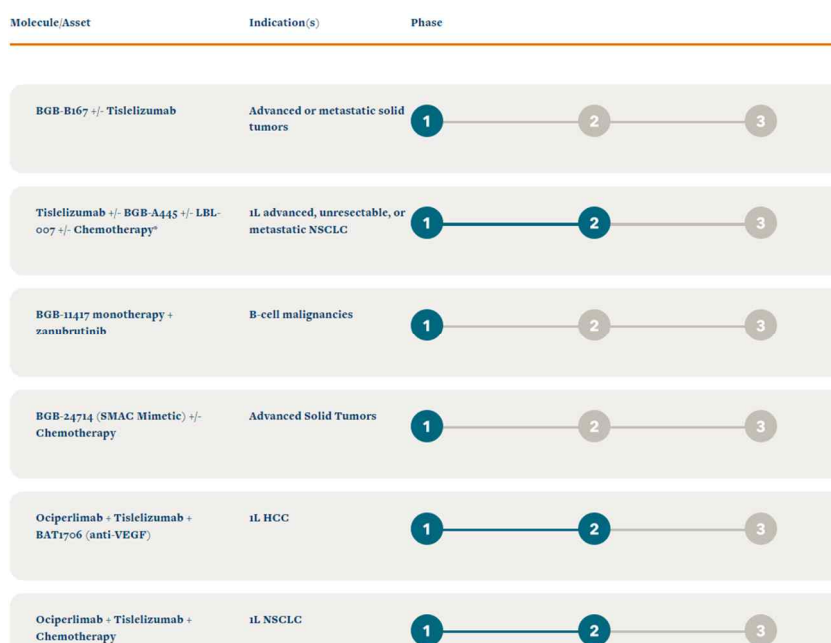 Molecule/Asset Indication(s) Phase
BGB-B167 +/- Tislelizumab
Advanced or metastatic solid
tumors
1 2 3
Tislelizumab +/- BGB-A445 +/- LBL-
007 +/- Chemotherapy*
1L advanced, unresectable, or
metastatic NSCLC
1 2 3
BGB-11417 monotherapy +
zanubrutinib
B-cell malignancies
1 2 3
BGB-24714 (SMAC Mimetic) +/-
Chemotherapy
Advanced Solid Tumors
1 2 3
Ociperlimab + Tislelizumab +
BAT1706 (anti-VEGF)
1L HCC
1 2 3
Ociperlimab + Tislelizumab +
Chemotherapy
1L NSCLC
1 2 3